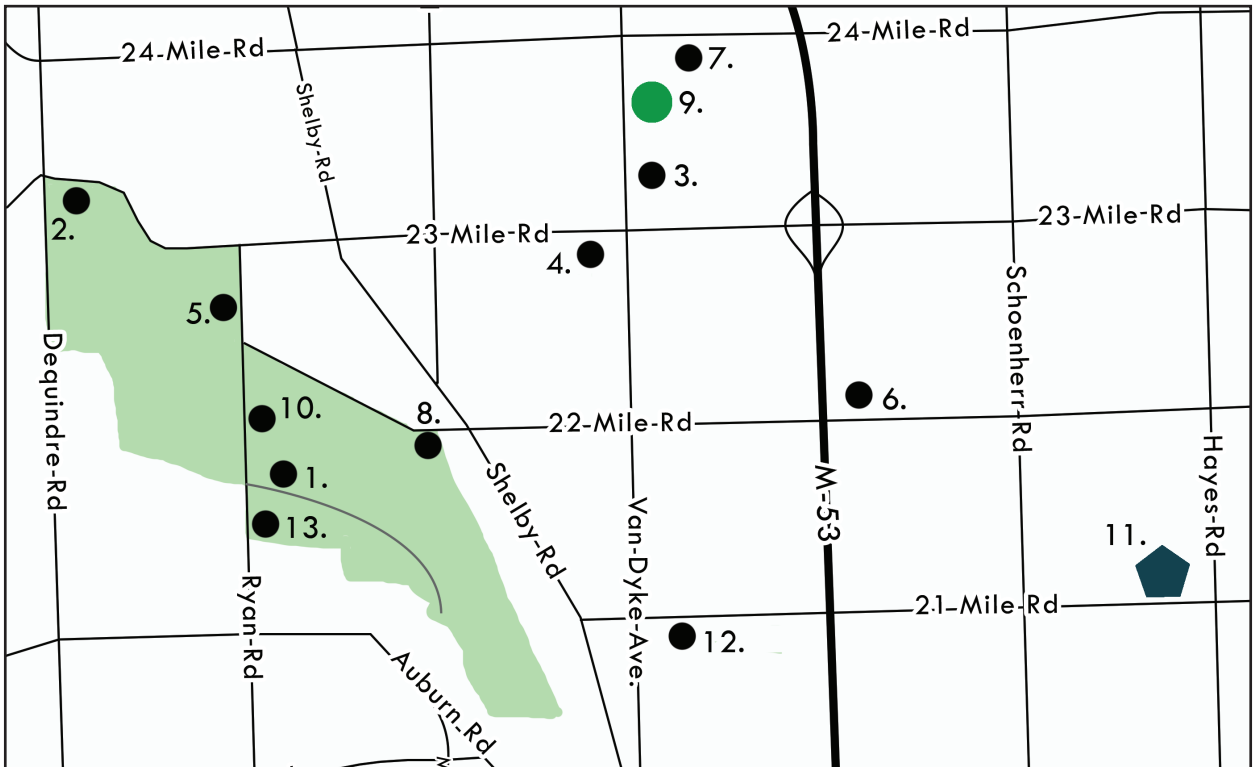 24-Mile-Rd
24-Mile-Rd
7.
9.
Shelby-Rd
3.
2.
23-Mile-Rd
23-Mile-Rd
4.
5.
Schoenherr-Rd
Dequindre-Rd
6.
10.
8.
22-Mile-Rd
1.
Shelby-Rd
M-53
Hayes-Rd
Van-Dyke-Ave.
13.
11.
Ryan-Rd
21-Mile-Rd
12.
Auburn-Rd